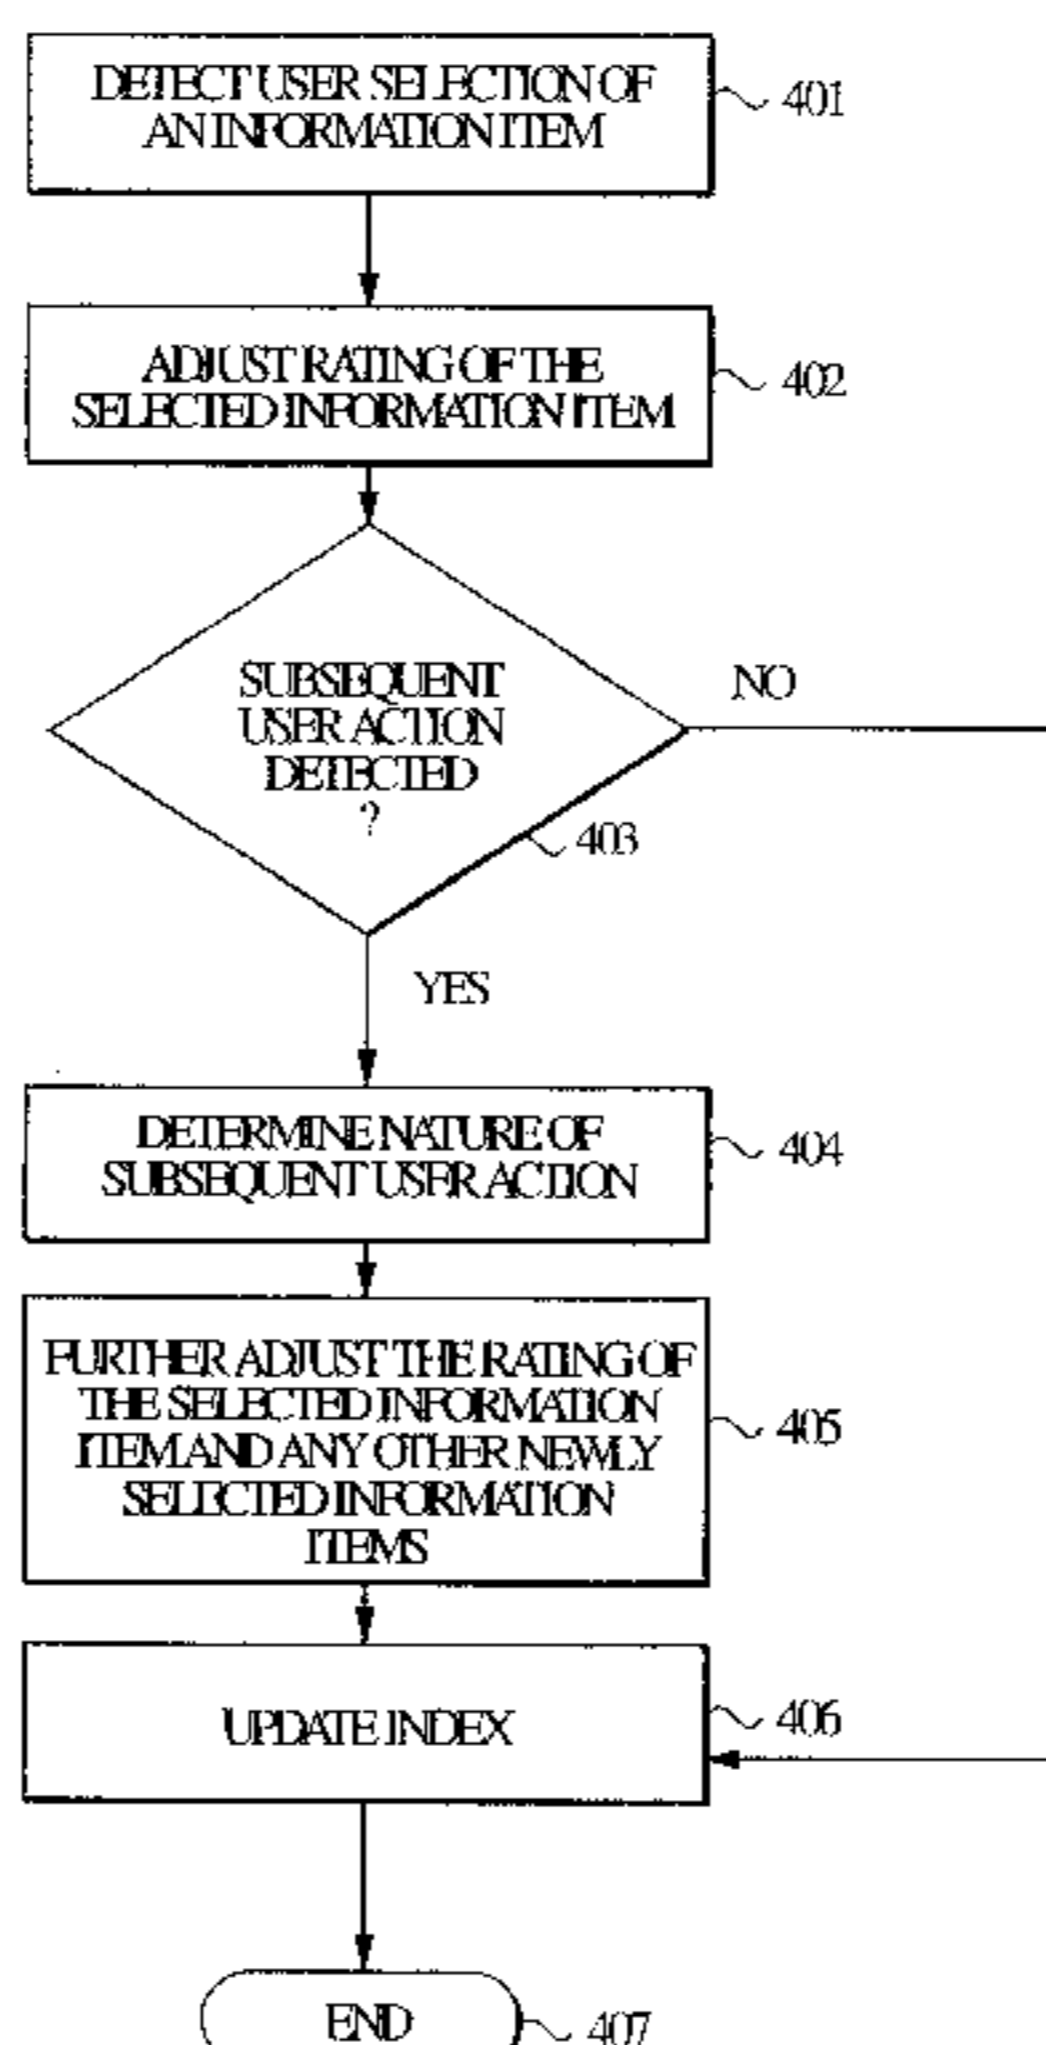 DETECT USER SELECTION OF
AN INFORMATION ITEM
401
ADJUST RATING OF THE
SELECTED INFORMATION ITEM
402
SUBSEQUENT
USER ACTION
DETECTED
?
NO
403
YES
DETERMINE NATURE OF
SUBSEQUENT USER ACTION
404
FURTHER ADJUST THE RATING OF
THE SELECTED INFORMATION
ITEM AND ANY OTHER NEWLY
SELECTED INFORMATION
ITEMS
405
UPDATE INDEX
406
END
407